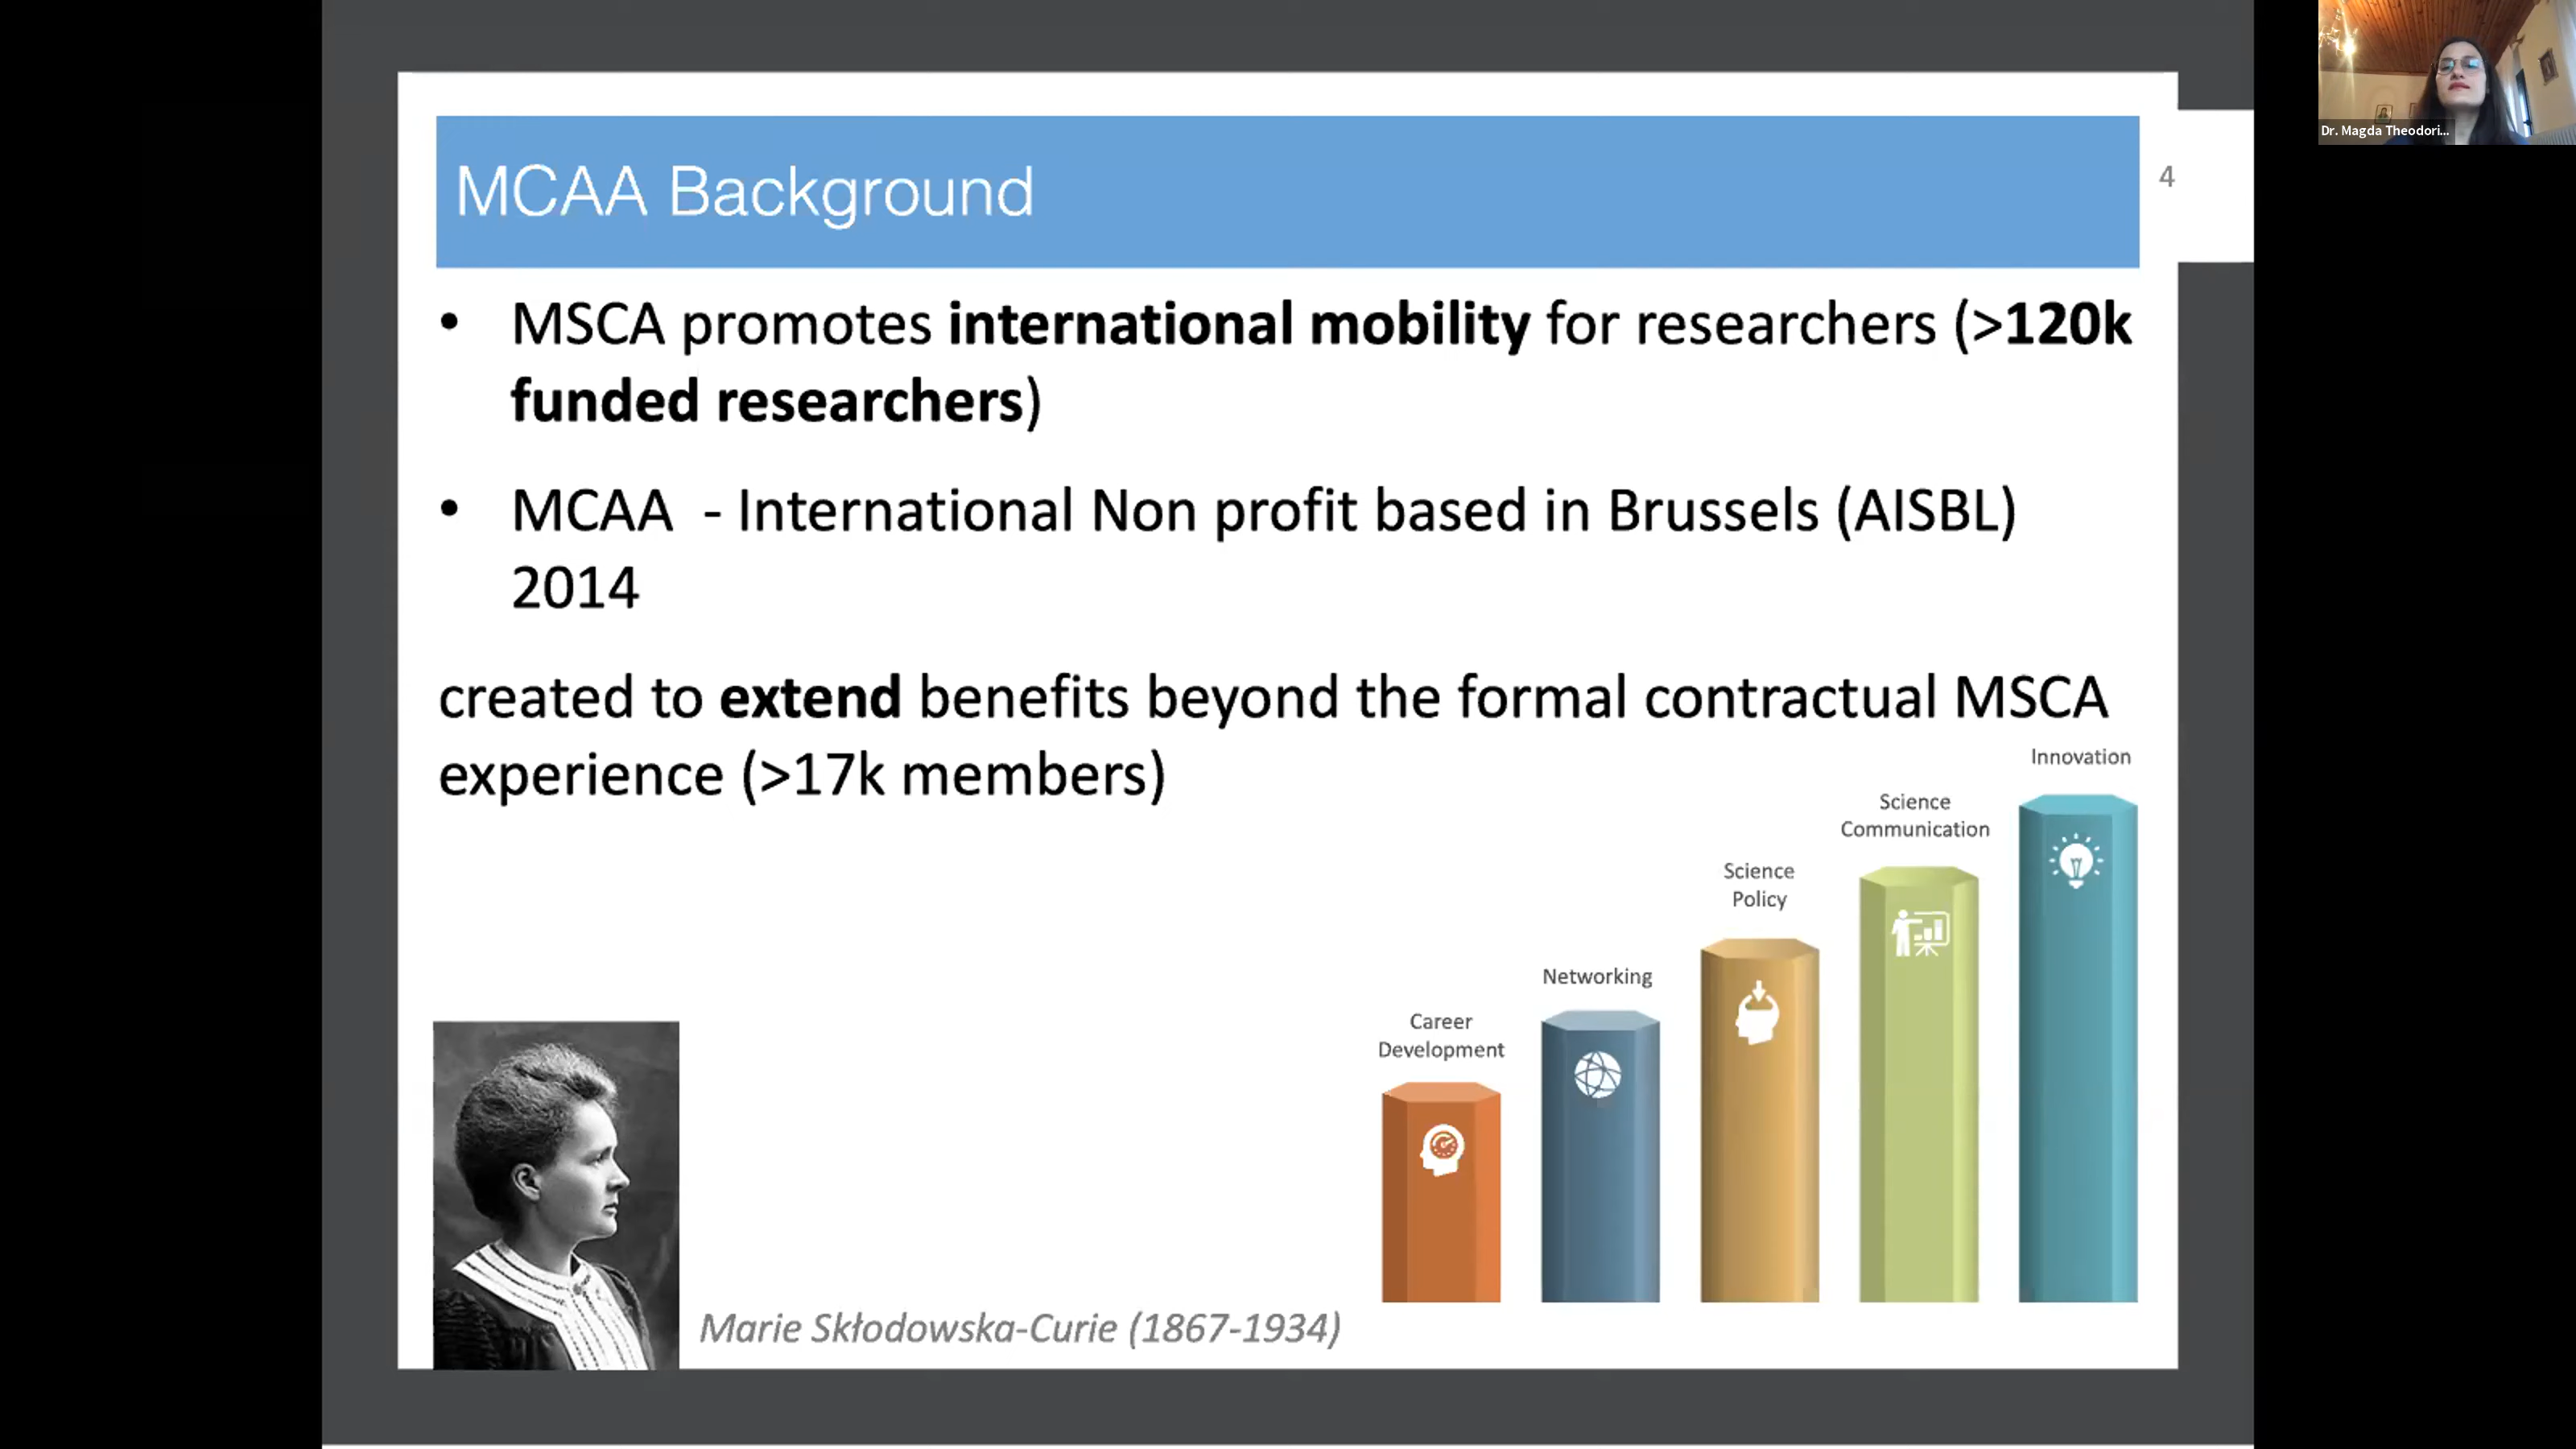 MCAA Background
4
• MSCA promotes international mobility for researchers (>120k
funded researchers)
• MCAA - International Non profit based in Brussels (AISBL)
2014
created to extend benefits beyond the formal contractual MSCA
experience (>17k members)
Innovation
Science
Communication
Science
Policy
Networking
Career
Development
Marie Skłodowska-Curie (1867-1934)
Dr. Magda Theodori...